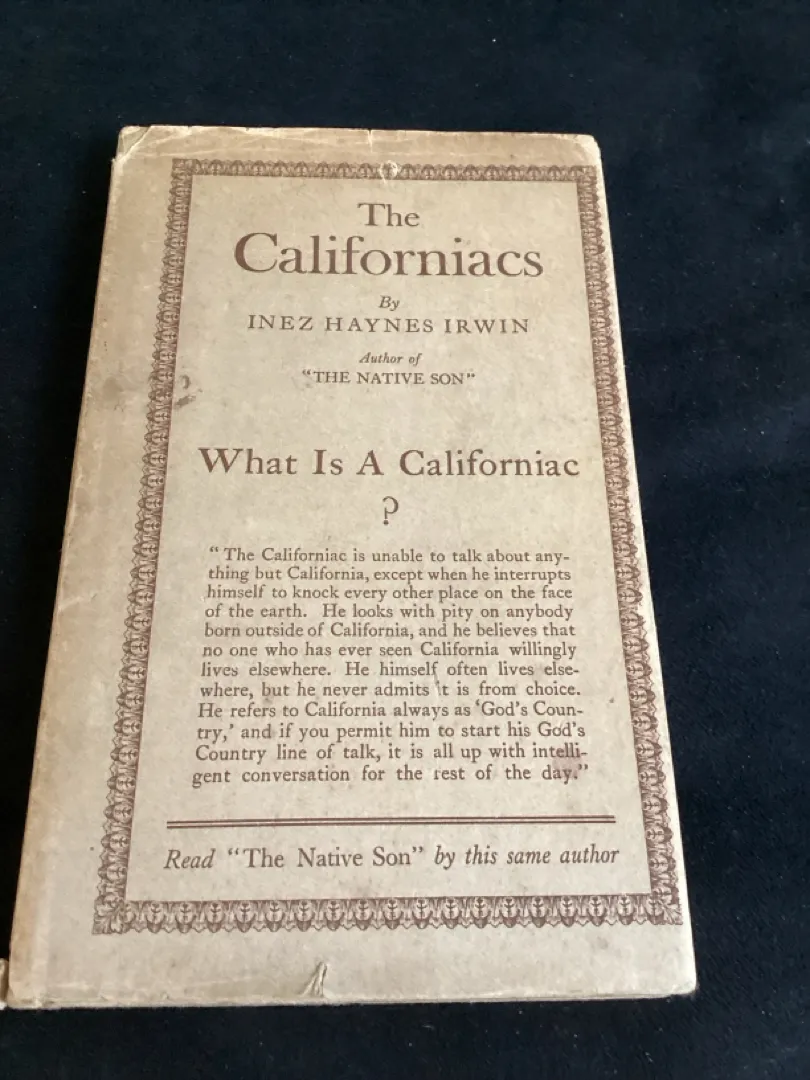 The
Californiacs
By
INEZ HAYNES IRWIN
Author of
"THE NATIVE SON"
What Is A Californiac
?
"The Californiac is unable to talk about any-
thing but California, except when he interrupts
himself to knock every other place on the face
of the earth. He looks with pity on anybody
born outside of California, and he believes that
no one who has ever seen California willingly
lives elsewhere. He himself often lives else-
where, but he never admits it is from choice.
He refers to California always as 'God's Coun-
try,' and if you permit him to start his God's
Country line of talk, it is all up with intelli-
gent conversation for the rest of the day."
Read "The Native Son" by this same author